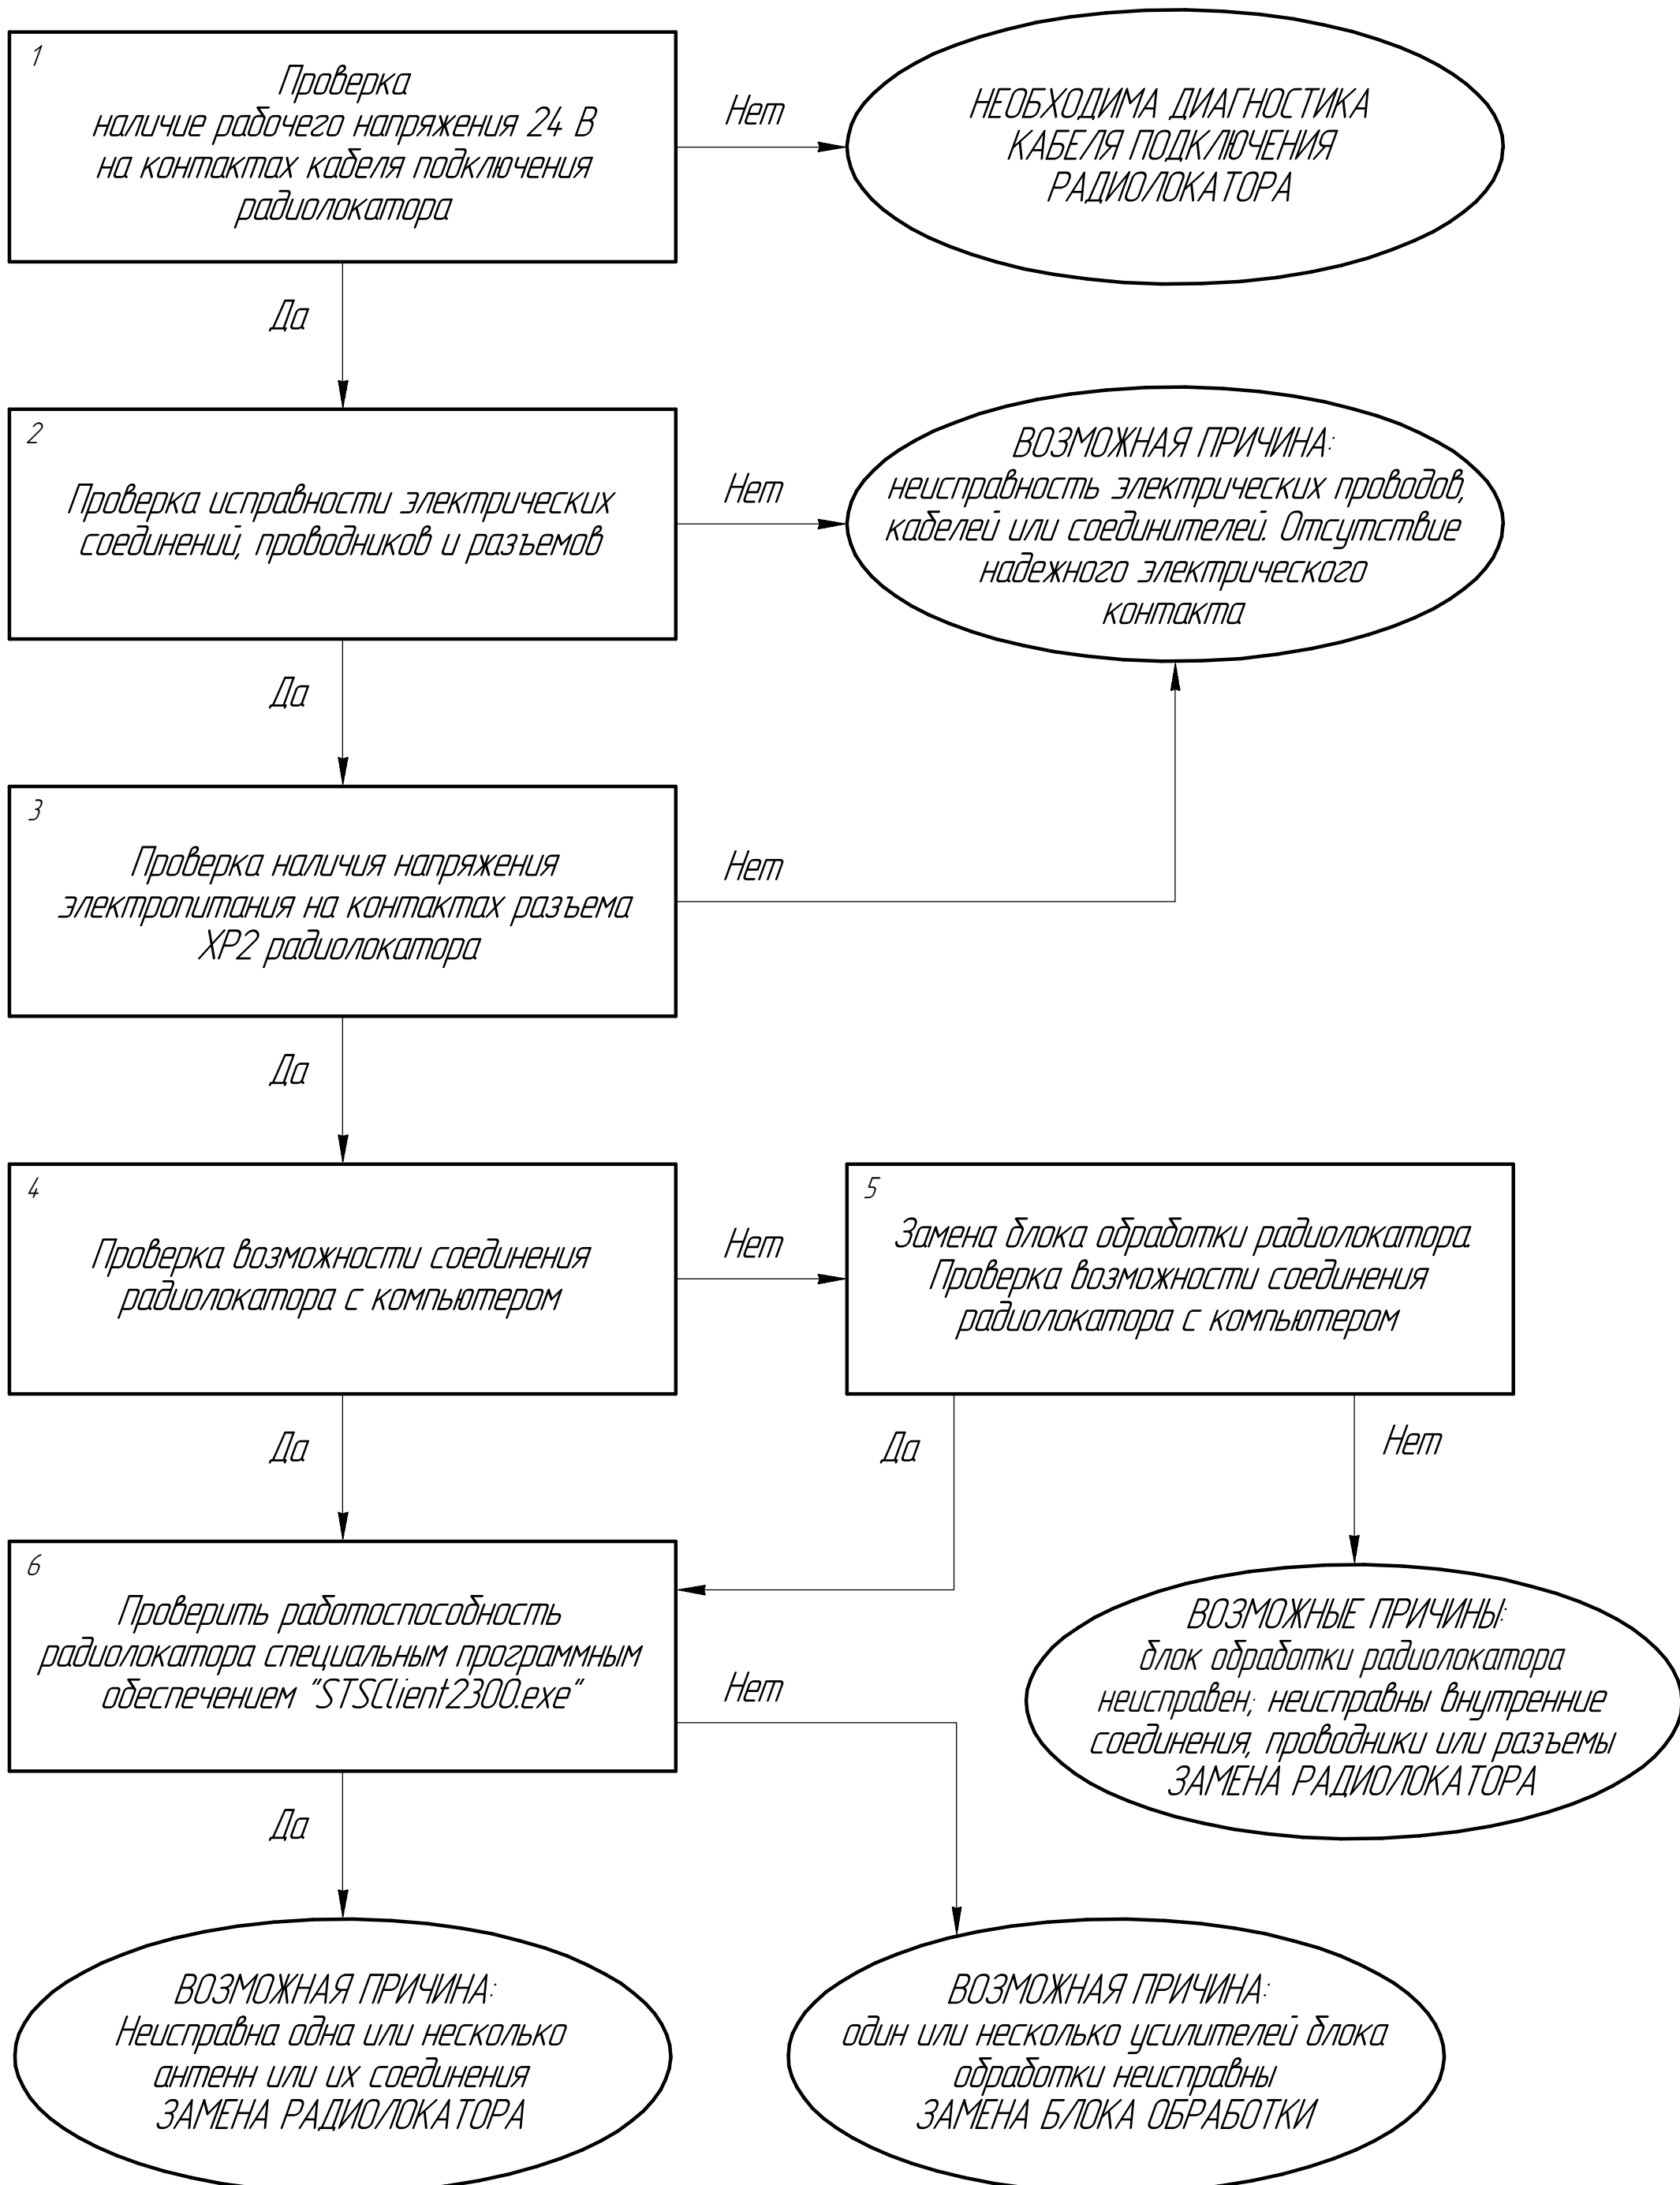 1
Проверка
наличие рабочего напряжения 24 В
на контактах кабеля подключения
радиолокатора
Нет
НЕОБХОДИМА ДИАГНОСТИКА
КАБЕЛЯ ПОДКЛЮЧЕНИЯ
РАДИОЛОКАТОРА
Да
2
Проверка исправности электрических
соединений, проводников и разъемов
Нет
ВОЗМОЖНАЯ ПРИЧИНА:
неисправность электрических проводов,
кабелей или соединителей. Отсутствие
надежного электрического
контакта
Да
3
Проверка наличия напряжения
электропитания на контактах разъема
ХР2 радиолокатора
Нет
Да
4
Проверка возможности соединения
радиолокатора с компьютером
Нет
5
Замена блока обработки радиолокатора
Проверка возможности соединения
радиолокатора с компьютером
Да
Да
Нет
6
Проверить работоспособность
радиолокатора специальным программным
обеспечением "STSClient2300.exe"
Нет
ВОЗМОЖНЫЕ ПРИЧИНЫ:
блок обработки радиолокатора
неисправен; неисправны внутренние
соединения, проводники или разъемы
ЗАМЕНА РАДИОЛОКАТОРА
Да
ВОЗМОЖНАЯ ПРИЧИНА:
Неисправна одна или несколько
антенн или их соединения
ЗАМЕНА РАДИОЛОКАТОРА
ВОЗМОЖНАЯ ПРИЧИНА:
один или несколько усилителей блока
обработки неисправны
ЗАМЕНА БЛОКА ОБРАБОТКИ